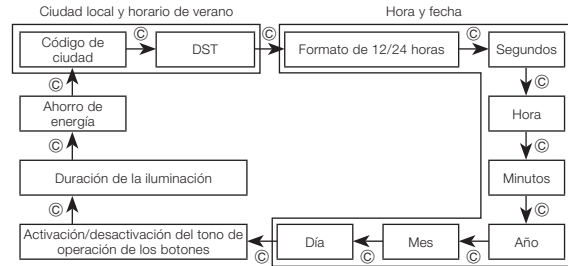 Ciudad local y horario de verano
Hora y fecha
Código de
ciudad
Ⓒ
DST
Ⓒ
Formato de 12/24 horas
Ⓒ
Segundos
Ⓒ
Ⓒ
Ahorro de
energía
Hora
Ⓒ
Ⓒ
Duración de la iluminación
Minutos
Ⓒ
Ⓒ
Activación/desactivación del tono de
operación de los botones
Ⓒ
Día
Ⓒ
Mes
Ⓒ
Año